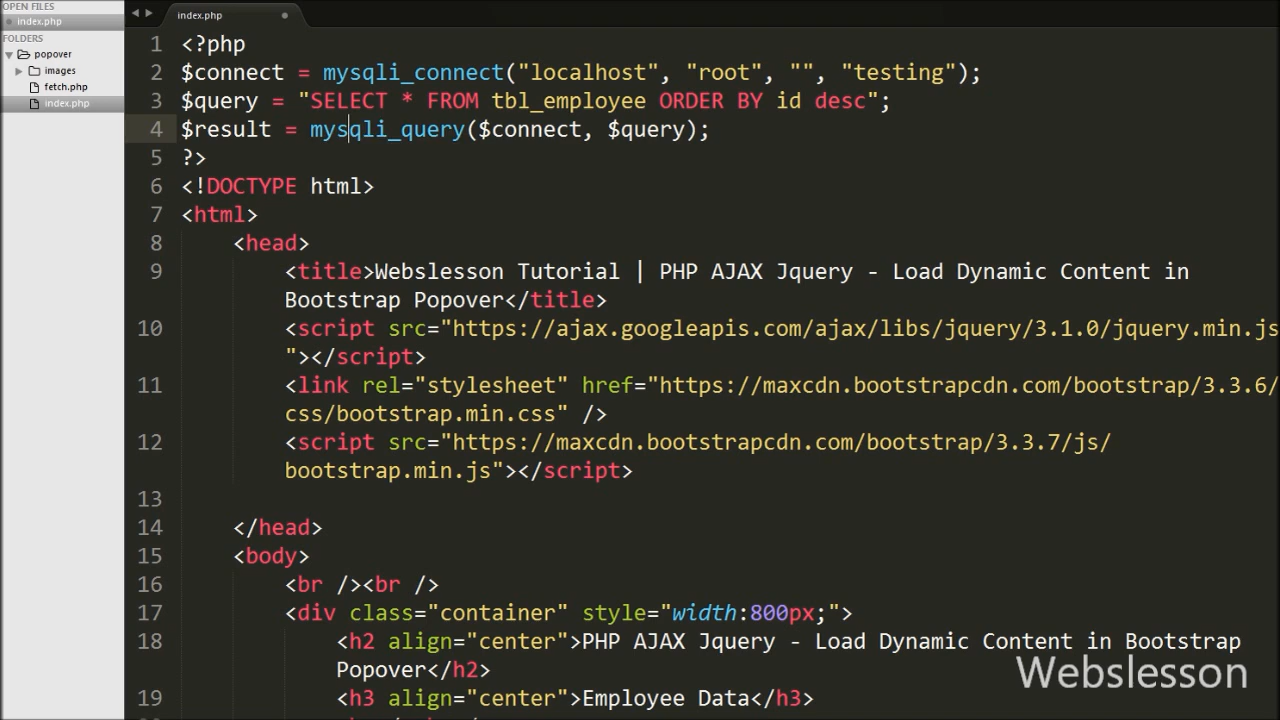 OPEN FILES
index.php
FOLDERS
popover
images
fetch.php
index.php
index.php
1 <?php
2 $connect = mysqli_connect("localhost", "root", "", "testing");
3 $query = "SELECT * FROM tbl_employee ORDER BY id desc";
4 $result = mysqli_query($connect, $query);
5 ?>
6 <!DOCTYPE html>
7 <html>
8 <head>
9 <title>Webslesson Tutorial | PHP AJAX Jquery - Load Dynamic Content in
Bootstrap Popover</title>
10 <script src="https://ajax.googleapis.com/ajax/libs/jquery/3.1.0/jquery.min.js
"></script>
11 <link rel="stylesheet" href="https://maxcdn.bootstrapcdn.com/bootstrap/3.3.6/
css/bootstrap.min.css" />
12 <script src="https://maxcdn.bootstrapcdn.com/bootstrap/3.3.7/js/
bootstrap.min.js"></script>
13
14 </head>
15 <body>
16 <br /><br />
17 <div class="container" style="width:800px;">
18 <h2 align="center">PHP AJAX Jquery - Load Dynamic Content in Bootstrap
Popover</h2>
19 <h3 align="center">Employee Data</h3>
Webslesson